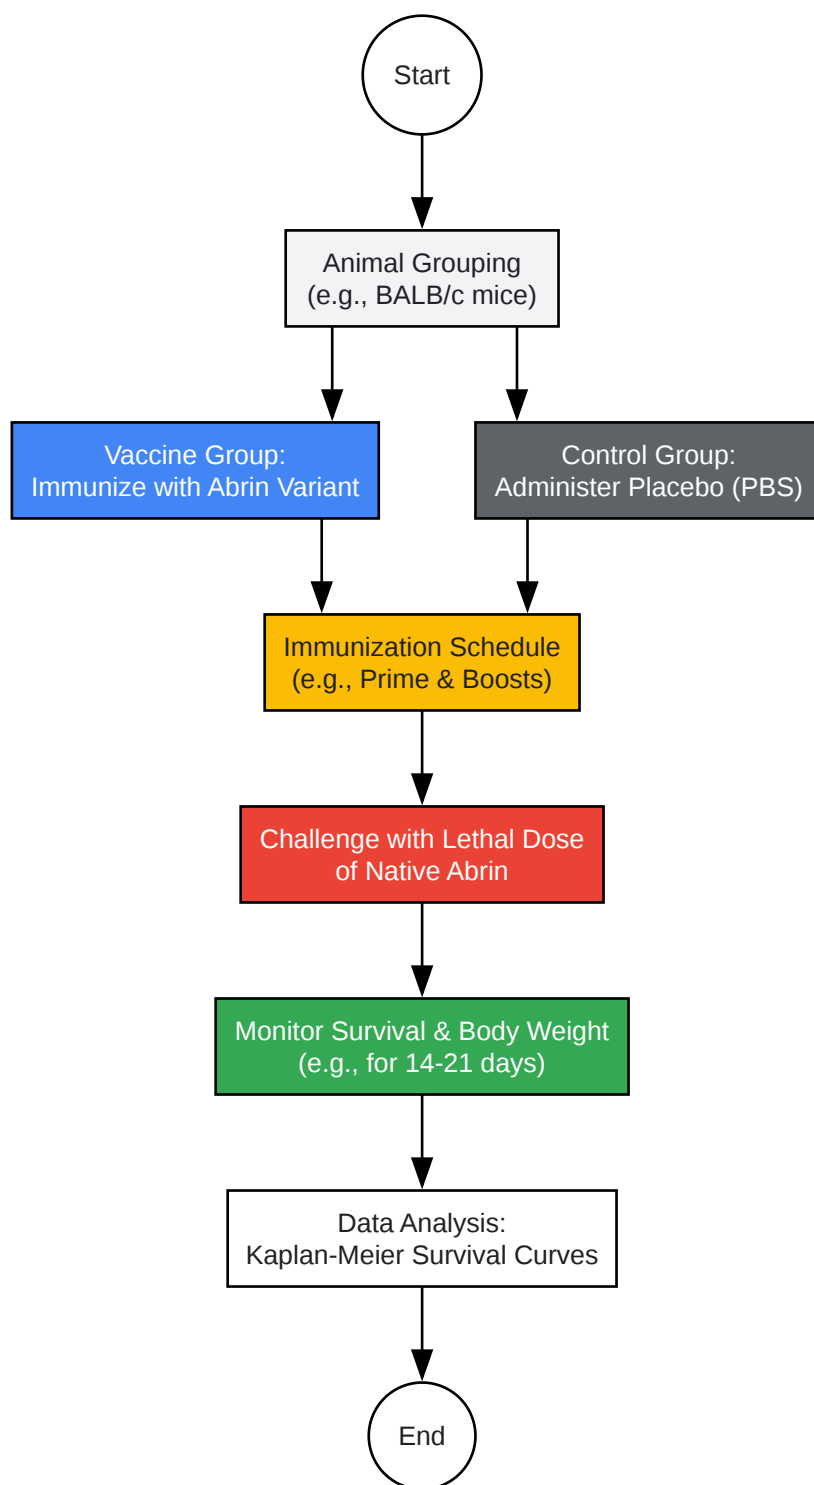 Start
Animal Grouping
(e.g., BALB/c mice)
Vaccine Group:
Immunize with Abrin Variant
Control Group:
Administer Placebo (PBS)
Immunization Schedule
(e.g., Prime & Boosts)
Challenge with Lethal Dose
of Native Abrin
Monitor Survival & Body Weight
(e.g., for 14-21 days)
Data Analysis:
Kaplan-Meier Survival Curves
End